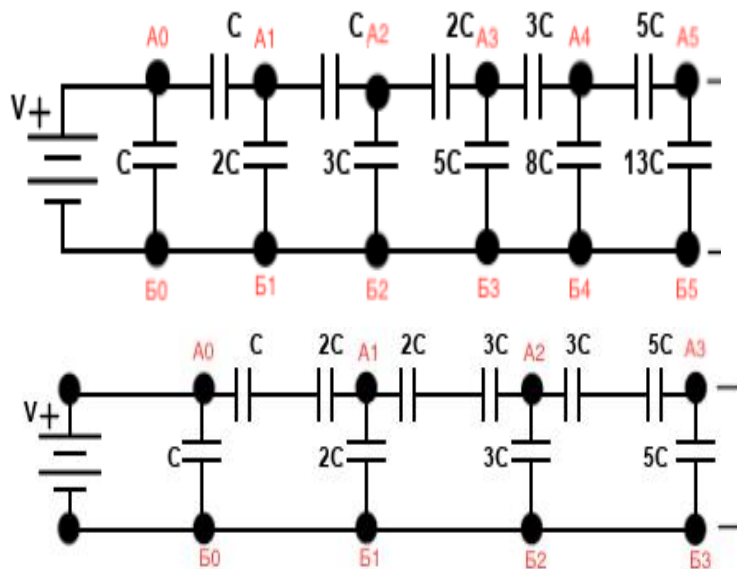 C C 2C 3C 5C
A0 A1 A2 A3 A4 A5
V+
C 2C 3C 5C 8C 13C
Б0 Б1 Б2 Б3 Б4 Б5
C 2C 2C 3C 3C 5C
A0 A1 A2 A3
V+
C 2C 3C 5C
Б0 Б1 Б2 Б3